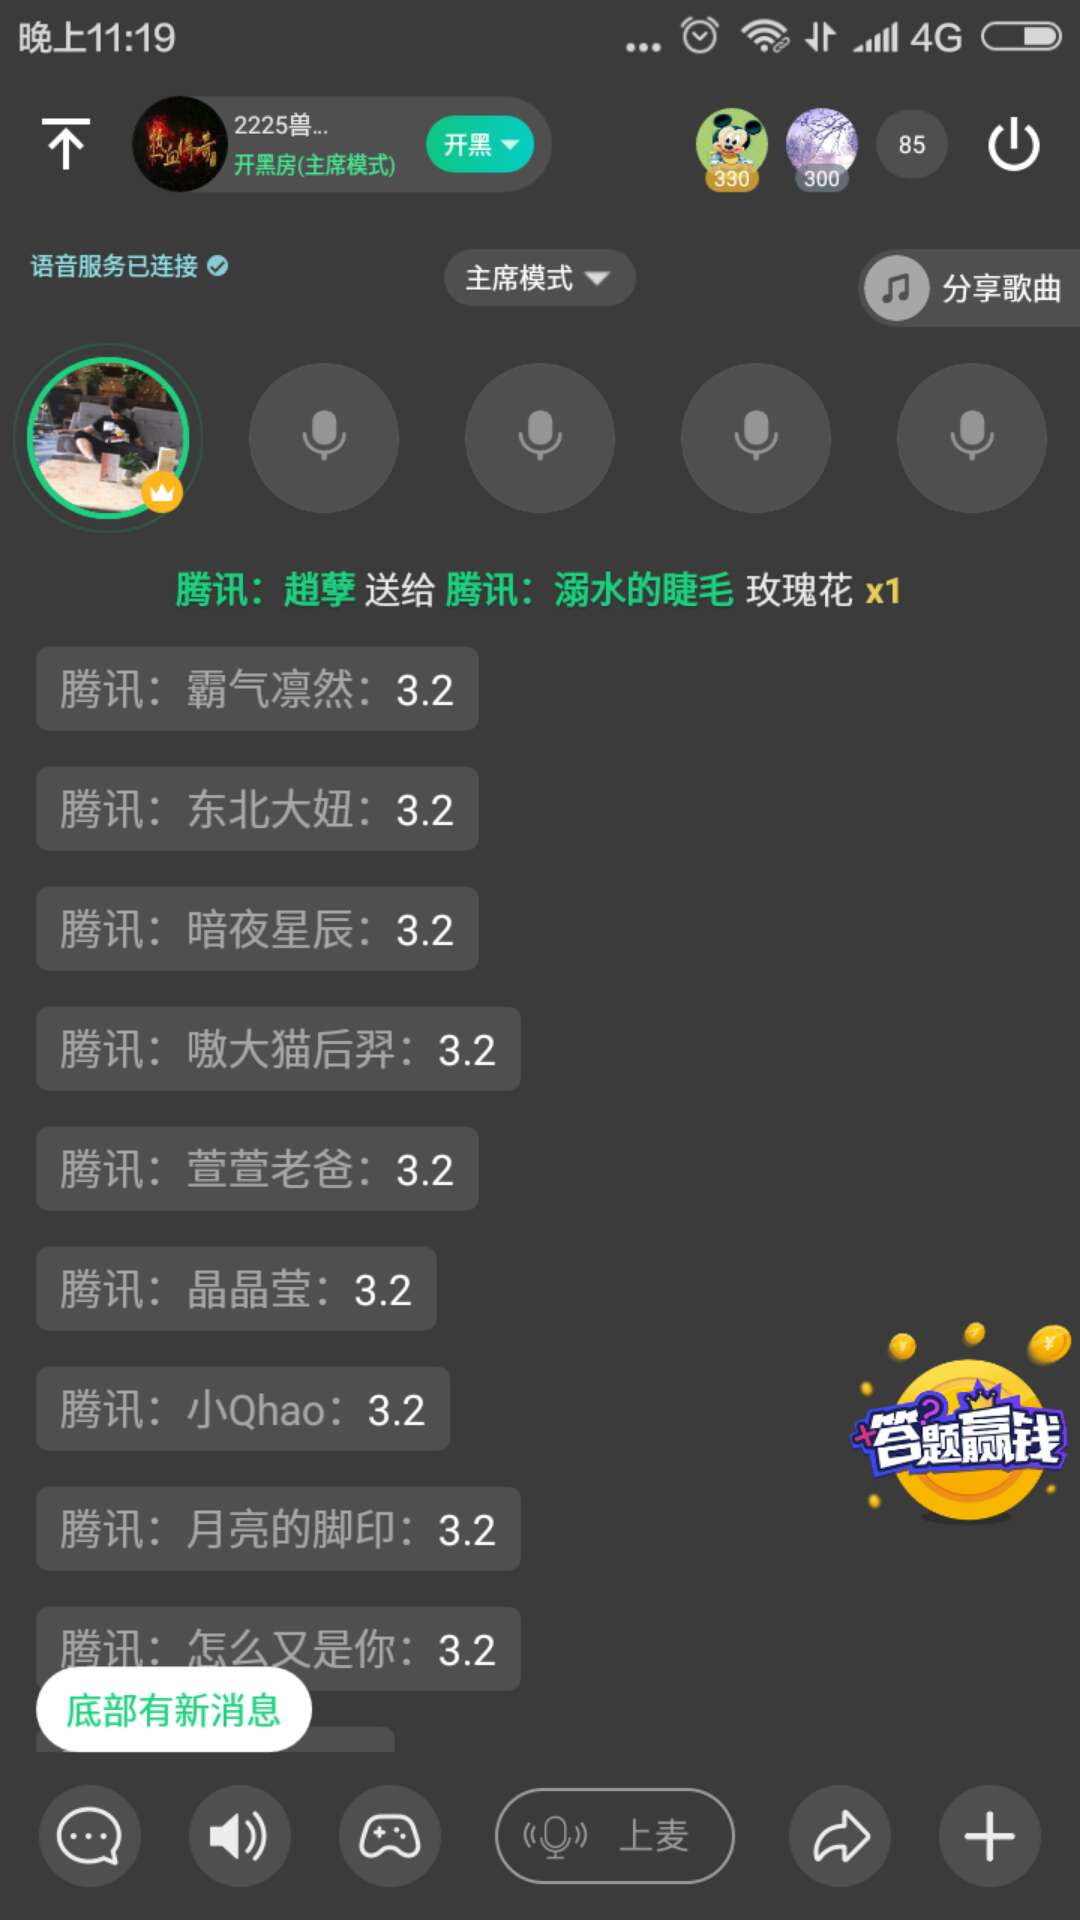 晚上11:19
4G
热血传奇
2225兽...
开黑房(主席模式)
开黑
330
300
85
语音服务已连接
主席模式
分享歌曲
腾讯：趙孽 送给 腾讯：溺水的睫毛 玫瑰花 x1
腾讯：霸气凛然：3.2
腾讯：东北大妞：3.2
腾讯：暗夜星辰：3.2
腾讯：嗷大猫后羿：3.2
腾讯：萱萱老爸：3.2
腾讯：晶晶莹：3.2
腾讯：小Qhao：3.2
答题赢钱
腾讯：月亮的脚印：3.2
腾讯：怎么又是你：3.2
底部有新消息
上麦